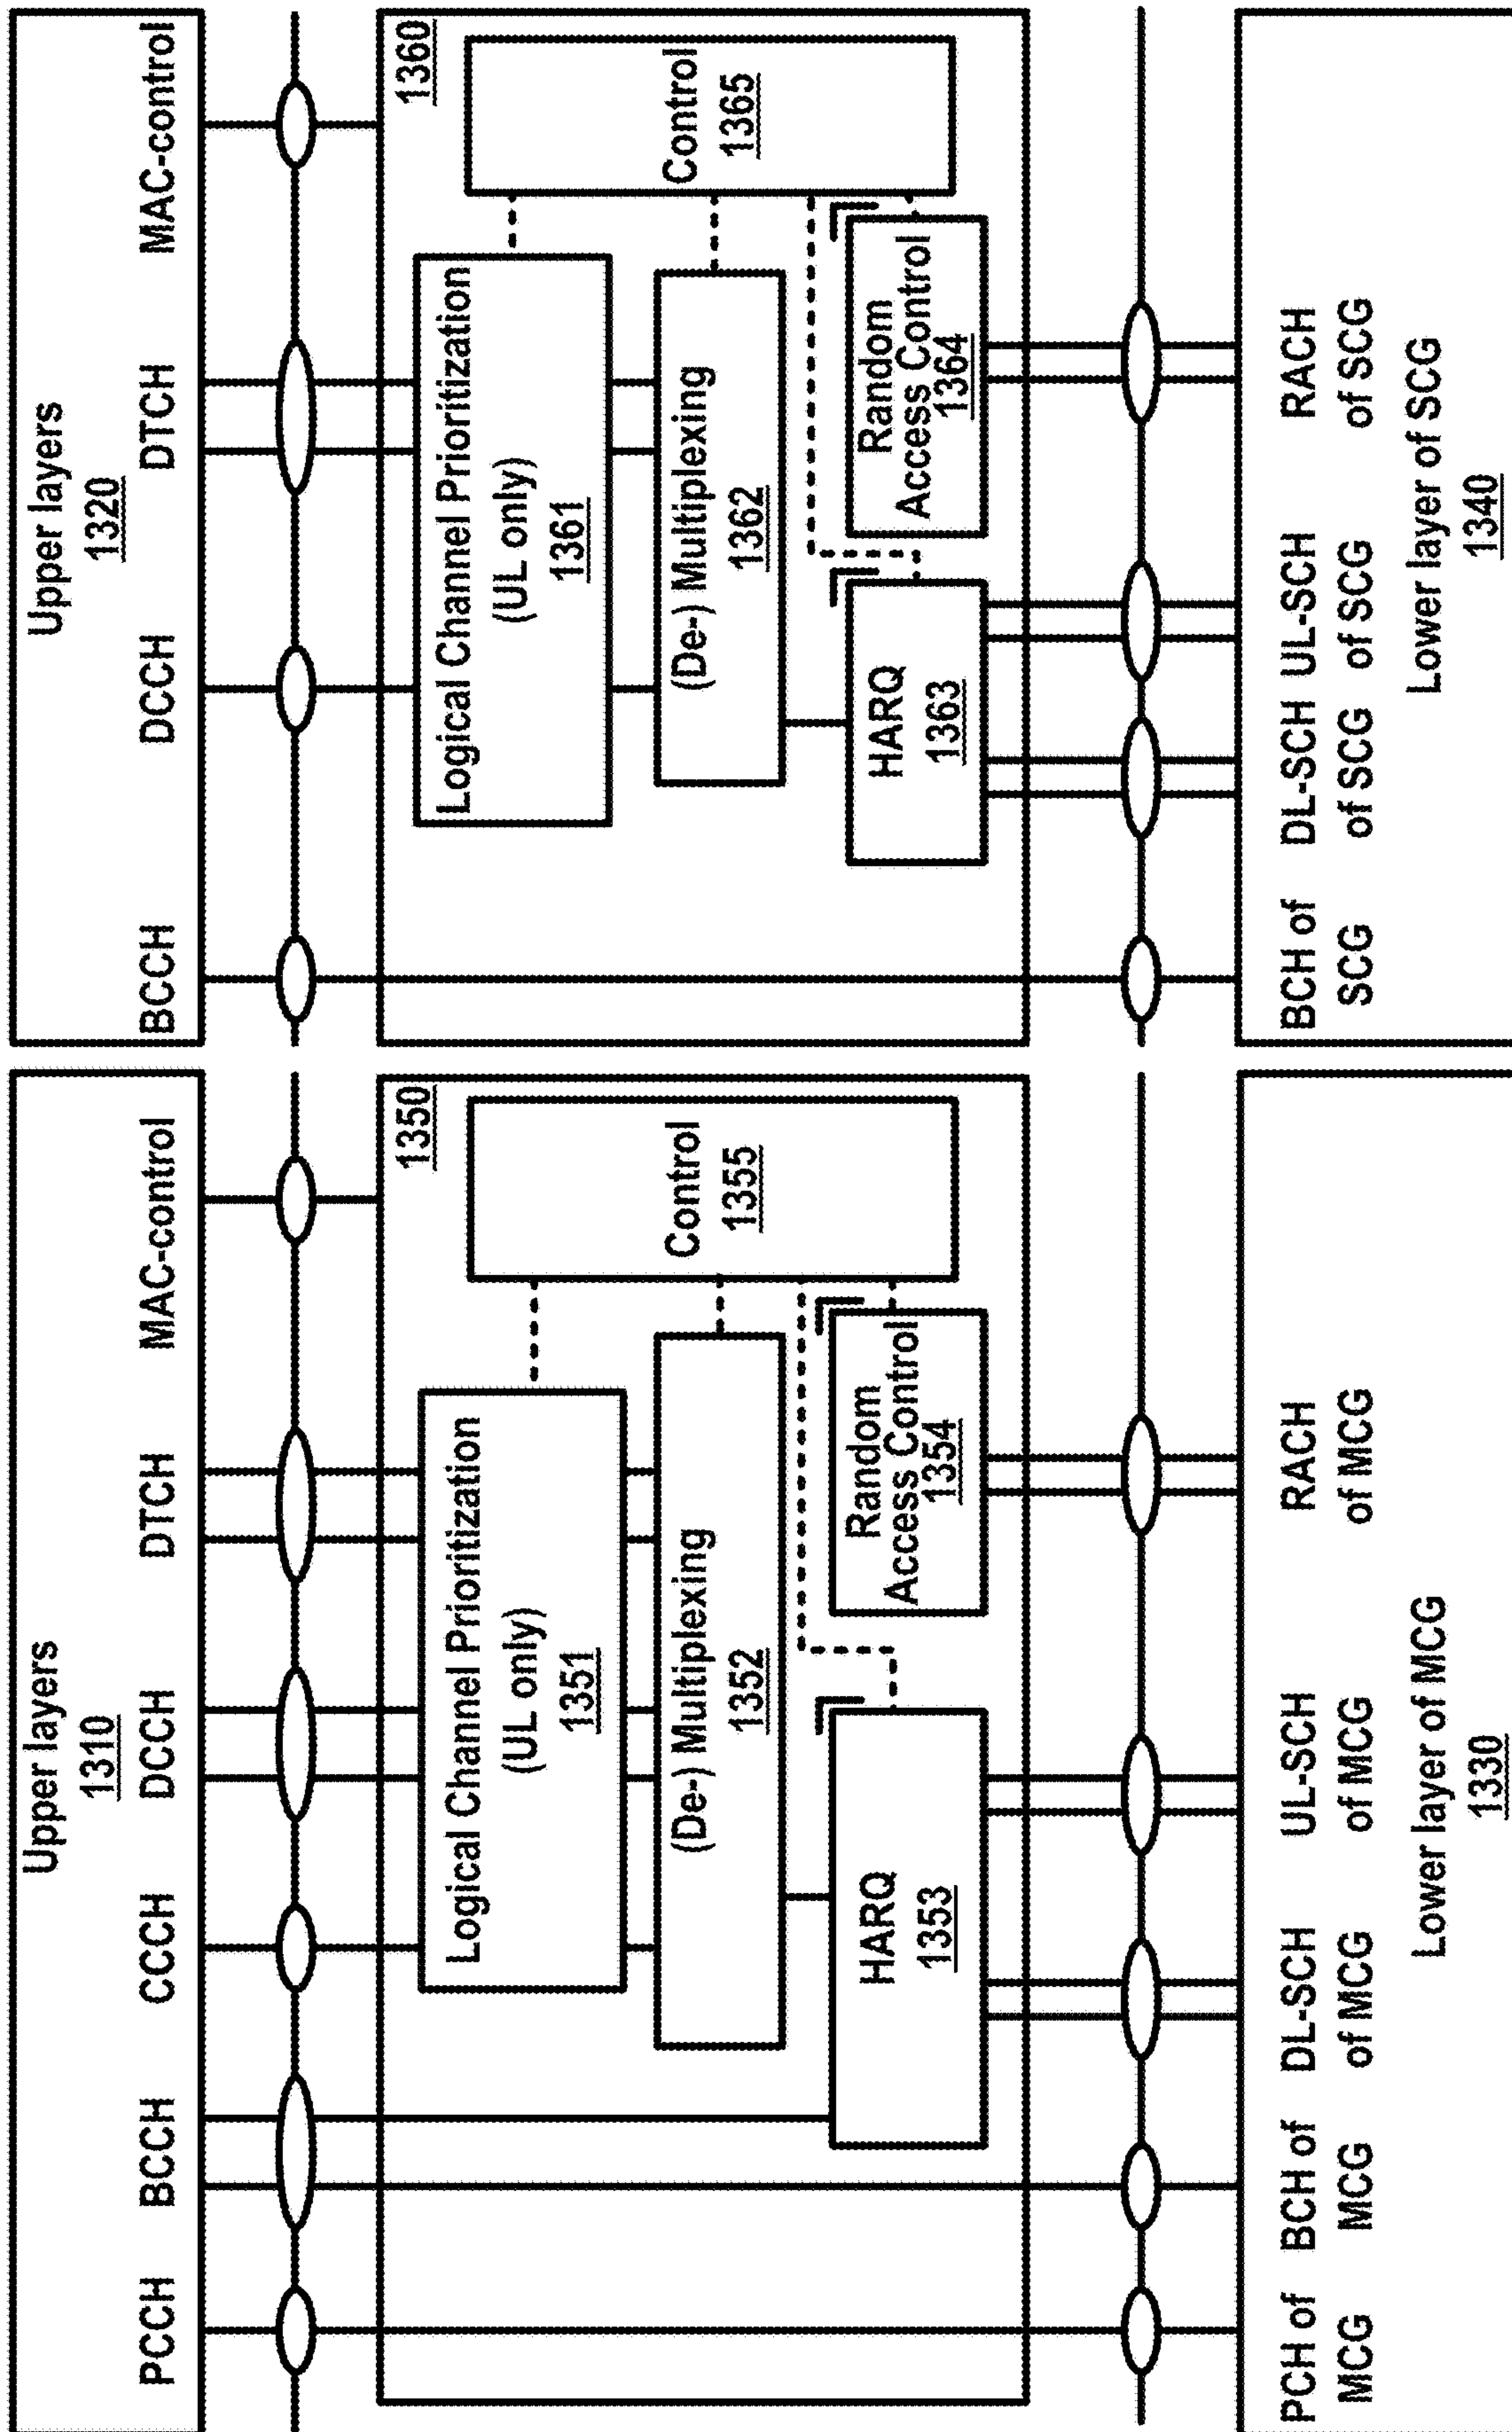 Upper layers
1310
PCCH
BCCH
CCCH
DCCH
DTCH
MAC-control
1350
Logical Channel Prioritization
(UL only)
1351
(De-) Multiplexing
1352
HARQ
1353
Random
Access Control
1354
Control
1355
PCH of
MCG
BCH of
MCG
DL-SCH
of MCG
UL-SCH
of MCG
RACH
of MCG
Lower layer of MCG
1330
Upper layers
1320
BCCH
DCCH
DTCH
MAC-control
1360
Logical Channel Prioritization
(UL only)
1361
(De-) Multiplexing
1362
HARQ
1363
Random
Access Control
1364
Control
1365
BCH of
SCG
DL-SCH
of SCG
UL-SCH
of SCG
RACH
of SCG
Lower layer of SCG
1340